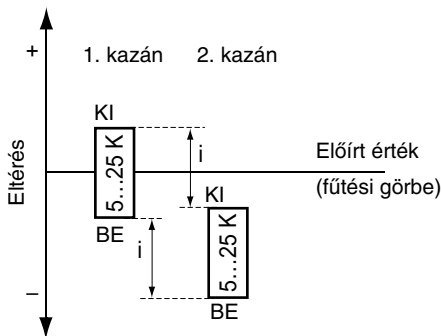 +
1. kazán 2. kazán
KI
i
Előírt érték
(fűtési görbe)
Eltérés
5...25 K
KI
BE
i
5...25 K
–
BE